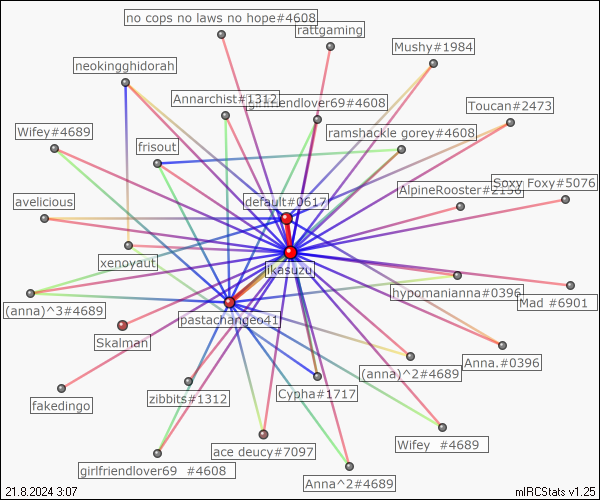 no cops no laws no hope#4608
rattgaming
Mushy#1984
neokingghidorah
Annarchist#1312
girlfriendlover69#4608
Toucan#2473
Wifey#4689
frisout
ramshackle gorey#4608
Soxy Foxy#5076
AlpineRooster#2156
avelicious
default#0617
xenoyaut
ikasuzu
hypomanianna#0396
(anna)^3#4689
Mad #6901
pastachangeo41
Skalman
Anna.#0396
(anna)^2#4689
fakedingo
zibbits#1312
Cypha#1717
ace deucy#7097
Wifey #4689
girlfriendlover69 #4608
Anna^2#4689
21.8.2024 3:07
mIRCStats v1.25